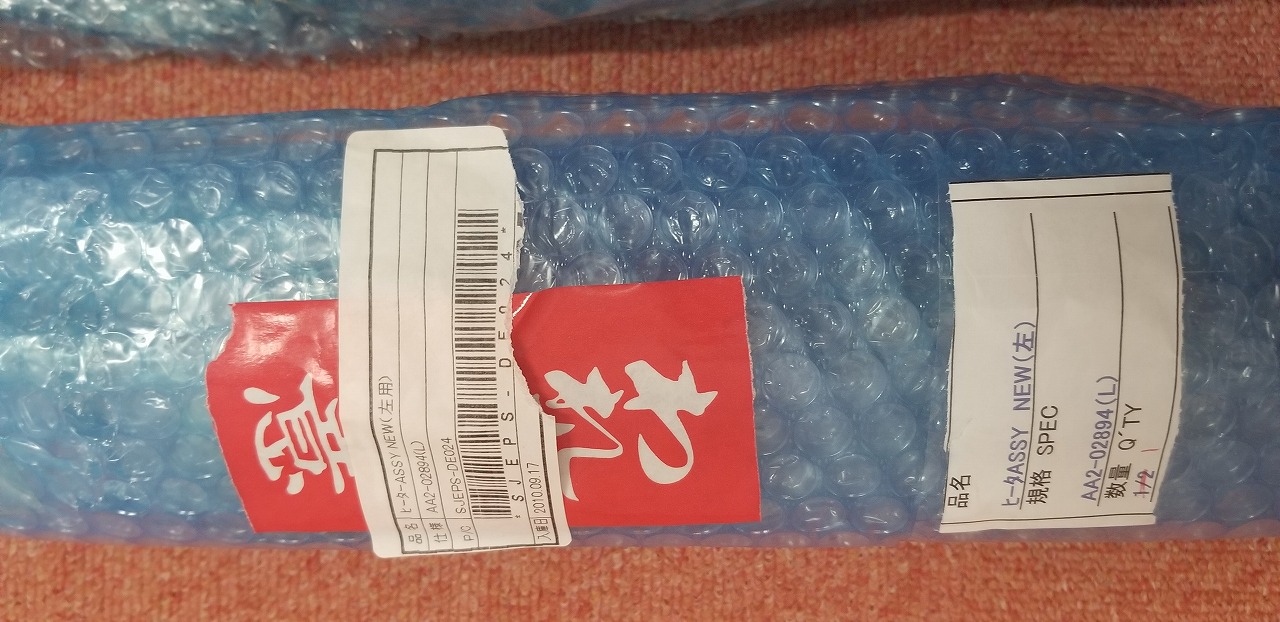 品名 ヒーターASSY NEW(左用)
仕様 AA2-02894(L)
P/O SJEPS-DE024
*SJEPS-DE024*
入庫日 2010.09.17
われ
品名
ヒータASSY NEW(左)
規格 SPEC
AA2-02894(L)
数量 Q'TY
1/2 1